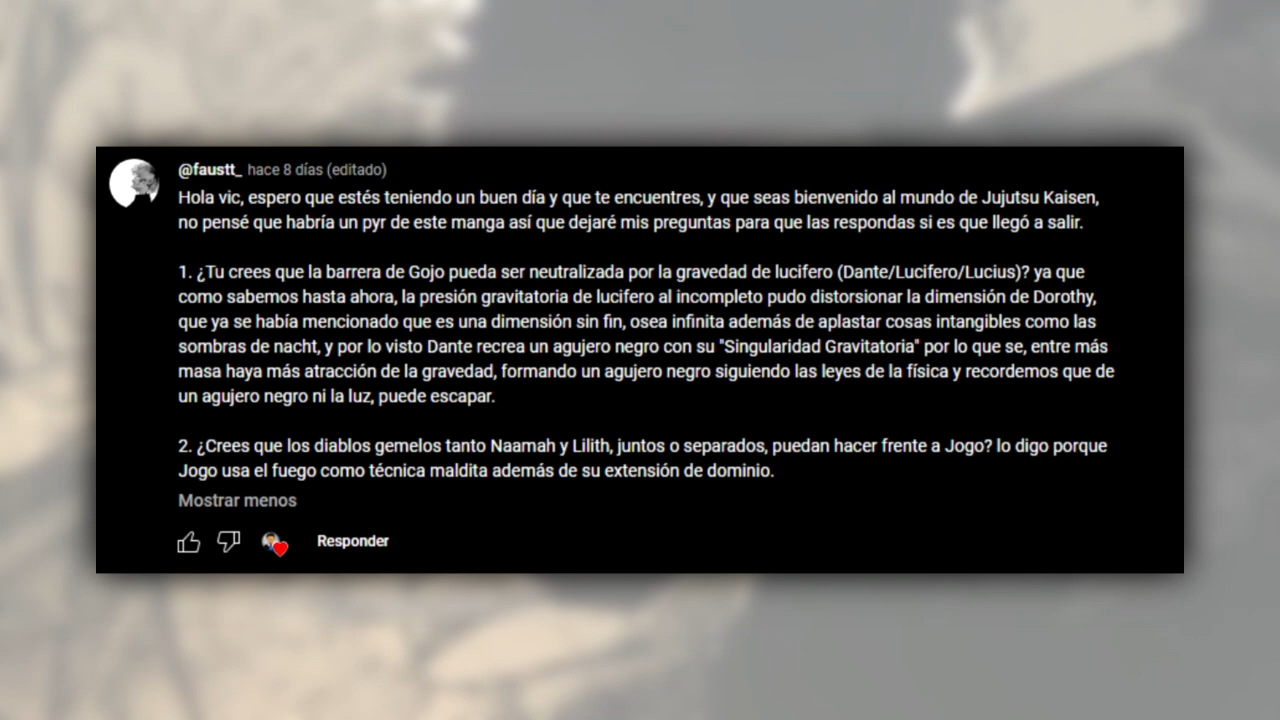 @faustt_ hace 8 días (editado)
Hola vic, espero que estés teniendo un buen día y que te encuentres, y que seas bienvenido al mundo de Jujutsu Kaisen,
no pensé que habría un pyr de este manga así que dejaré mis preguntas para que las respondas si es que llegó a salir.
1. ¿Tu crees que la barrera de Gojo pueda ser neutralizada por la gravedad de lucifero (Dante/Lucifero/Lucius)? ya que
como sabemos hasta ahora, la presión gravitatoria de lucifero al incompleto pudo distorsionar la dimensión de Dorothy,
que ya se había mencionado que es una dimensión sin fin, osea infinita además de aplastar cosas intangibles como las
sombras de nacht, y por lo visto Dante recrea un agujero negro con su "Singularidad Gravitatoria" por lo que se, entre más
masa haya más atracción de la gravedad, formando un agujero negro siguiendo las leyes de la física y recordemos que de
un agujero negro ni la luz, puede escapar.
2. ¿Crees que los diablos gemelos tanto Naamah y Lilith, juntos o separados, puedan hacer frente a Jogo? lo digo porque
Jogo usa el fuego como técnica maldita además de su extensión de dominio.
Mostrar menos
Responder